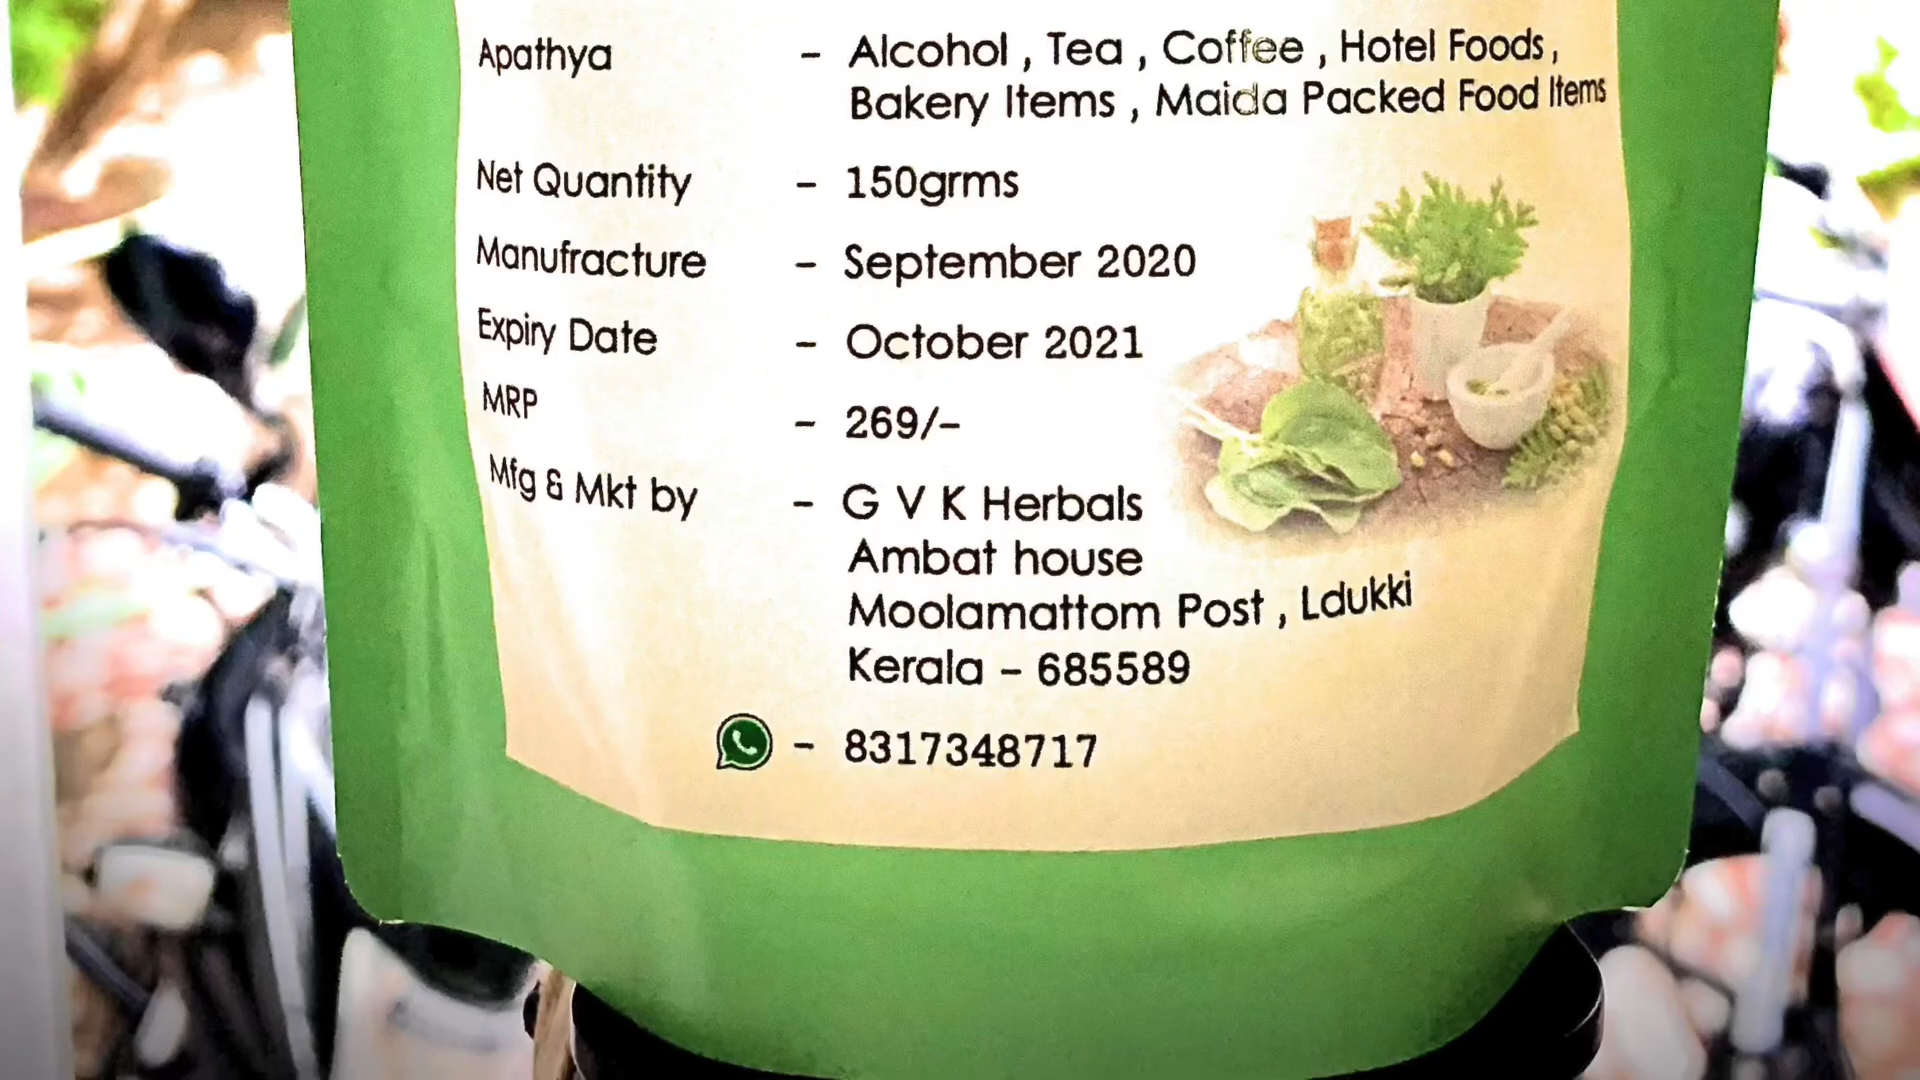 Apathya - Alcohol , Tea , Coffee , Hotel Foods,
Bakery Items , Maida Packed Food Items
Net Quantity - 150grms
Manufracture - September 2020
Expiry Date - October 2021
MRP - 269/-
Mfg & Mkt by - G V K Herbals
Ambat house
Moolamattom Post , Ldukki
Kerala - 685589
- 8317348717